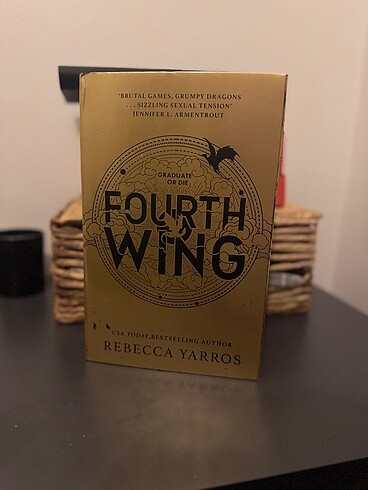 'BRUTAL GAMES, GRUMPY DRAGONS
. . . SIZZLING SEXUAL TENSION'
JENNIFER L. ARMENTROUT
GRADUATE
OR DIE
FOURTH
WING
USA TODAY BESTSELLING AUTHOR
REBECCA YARROS